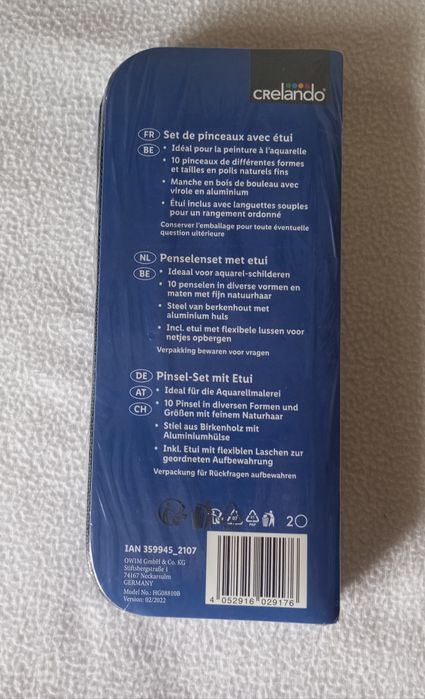 crelando
FR Set de pinceaux avec étui
BE • Idéal pour la peinture à l'aquarelle
• 10 pinceaux de différentes formes
et tailles en poils naturels fins
• Manche en bois de bouleau avec
virole en aluminium
• Étui inclus avec languettes souples
pour un rangement ordonné
Conserver l'emballage pour toute éventuelle
question ultérieure
NL Penselenset met etui
BE • Ideaal voor aquarel-schilderen
• 10 penselen in diverse vormen en
maten met fijn natuurhaar
• Steel van berkenhout met
aluminium huls
• Incl. etui met flexibele lussen voor
netjes opbergen
Verpakking bewaren voor vragen
DE Pinsel-Set mit Etui
AT • Ideal für die Aquarellmalerei
CH • 10 Pinsel in diversen Formen und
Größen mit feinem Naturhaar
• Stiel aus Birkenholz mit
Aluminiumhülse
• Inkl. Etui mit flexiblen Laschen zur
geordneten Aufbewahrung
Verpackung für Rückfragen aufbewahren
2
IAN 359945_2107
OWIM GmbH & Co. KG
Stiftsbergstraße 1
74167 Neckarsulm
GERMANY
Model No.: HG08810B
Version: 02/2022
4 052916 029176